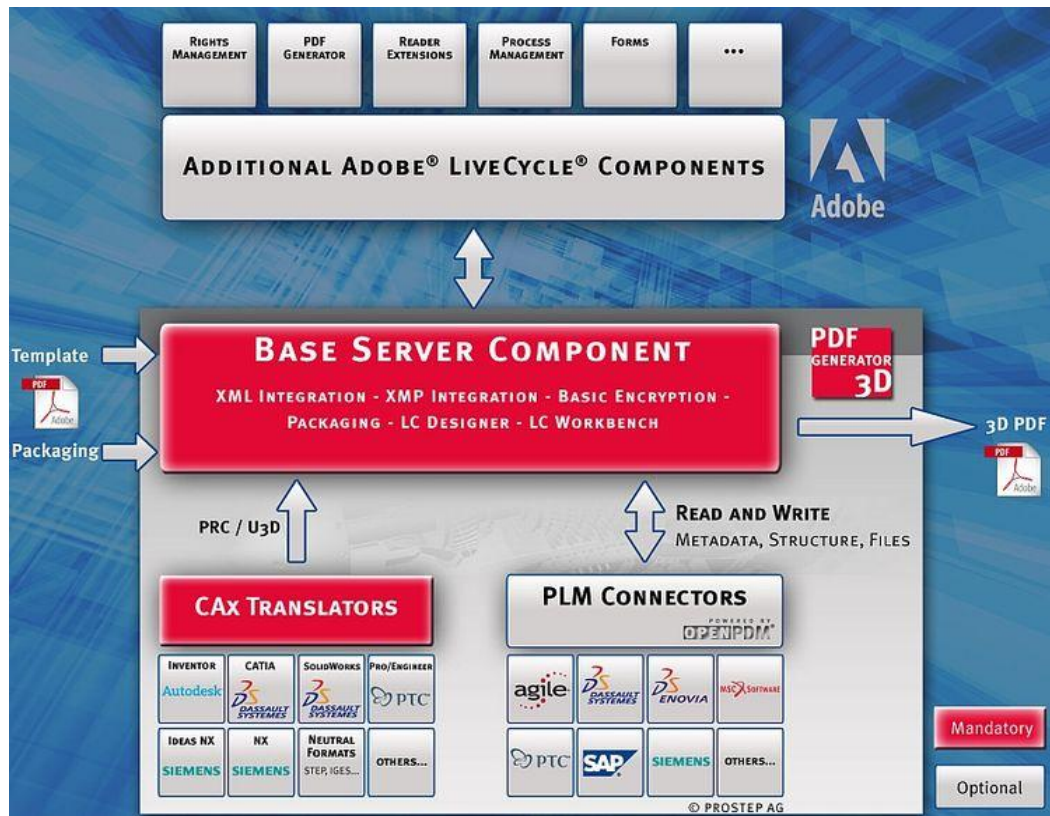 Rights Management
PDF Generator
Reader Extensions
Process Management
Forms
...
Additional Adobe® LiveCycle® Components
Adobe
Base Server Component
XML Integration - XMP Integration - Basic Encryption -
Packaging - LC Designer - LC Workbench
PDF
Generator
3D
Template
PDF
Adobe
Packaging
3D PDF
PDF
Adobe
PRC / U3D
Read and Write
Metadata, Structure, Files
CAx Translators
PLM Connectors
POWERED BY
OPENPDM
Inventor
Autodesk
CATIA
DASSAULT
SYSTEMES
SolidWorks
DASSAULT
SYSTEMES
Pro/Engineer
PTC
Ideas NX
SIEMENS
NX
SIEMENS
Neutral
Formats
STEP, IGES...
others...
agile
DASSAULT
SYSTEMES
ENOVIA
MSC Software
PTC
SAP
SIEMENS
others...
Mandatory
Optional
© PROSTEP AG